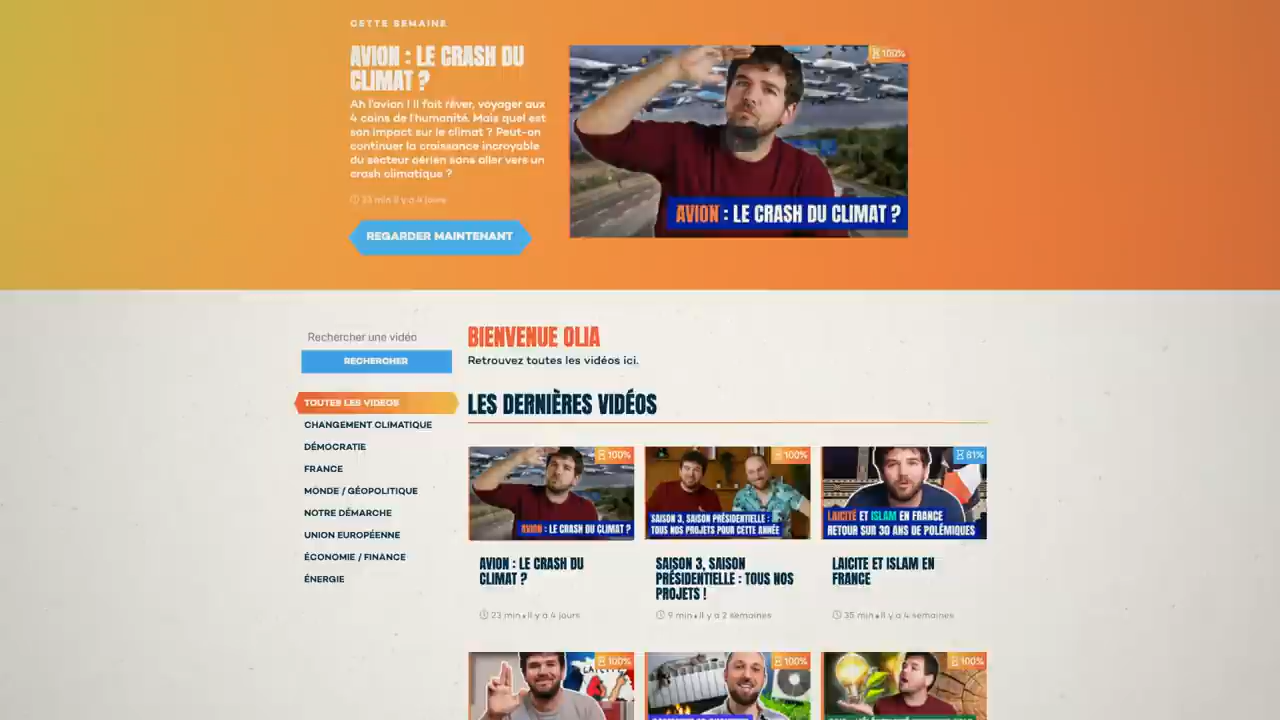 CETTE SEMAINE
AVION : LE CRASH DU
CLIMAT ?
Ah l'avion ! Il fait rêver, voyager aux
4 coins de l'humanité. Mais quel est
son impact sur le climat ? Peut-on
continuer la croissance incroyable
du secteur aérien sans aller vers un
crash climatique ?
23 min il y a 4 jours
REGARDER MAINTENANT
100%
AVION : LE CRASH DU CLIMAT ?
Rechercher une vidéo
RECHERCHER
TOUTES LES VIDEOS
CHANGEMENT CLIMATIQUE
DÉMOCRATIE
FRANCE
MONDE / GÉOPOLITIQUE
NOTRE DÉMARCHE
UNION EUROPÉENNE
ÉCONOMIE / FINANCE
ÉNERGIE
BIENVENUE OLIA
Retrouvez toutes les vidéos ici.
LES DERNIÈRES VIDÉOS
100%
AVION : LE CRASH DU CLIMAT ?
AVION : LE CRASH DU
CLIMAT ?
23 min • Il y a 4 jours
100%
SAISON 3, SAISON PRÉSIDENTIELLE :
TOUS NOS PROJETS POUR CETTE ANNÉE
SAISON 3, SAISON
PRÉSIDENTIELLE : TOUS NOS
PROJETS !
9 min • Il y a 2 semaines
81%
LAICITÉ ET ISLAM EN FRANCE
RETOUR SUR 30 ANS DE POLÉMIQUES
LAICITE ET ISLAM EN
FRANCE
35 min • Il y a 4 semaines
100%
100%
100%